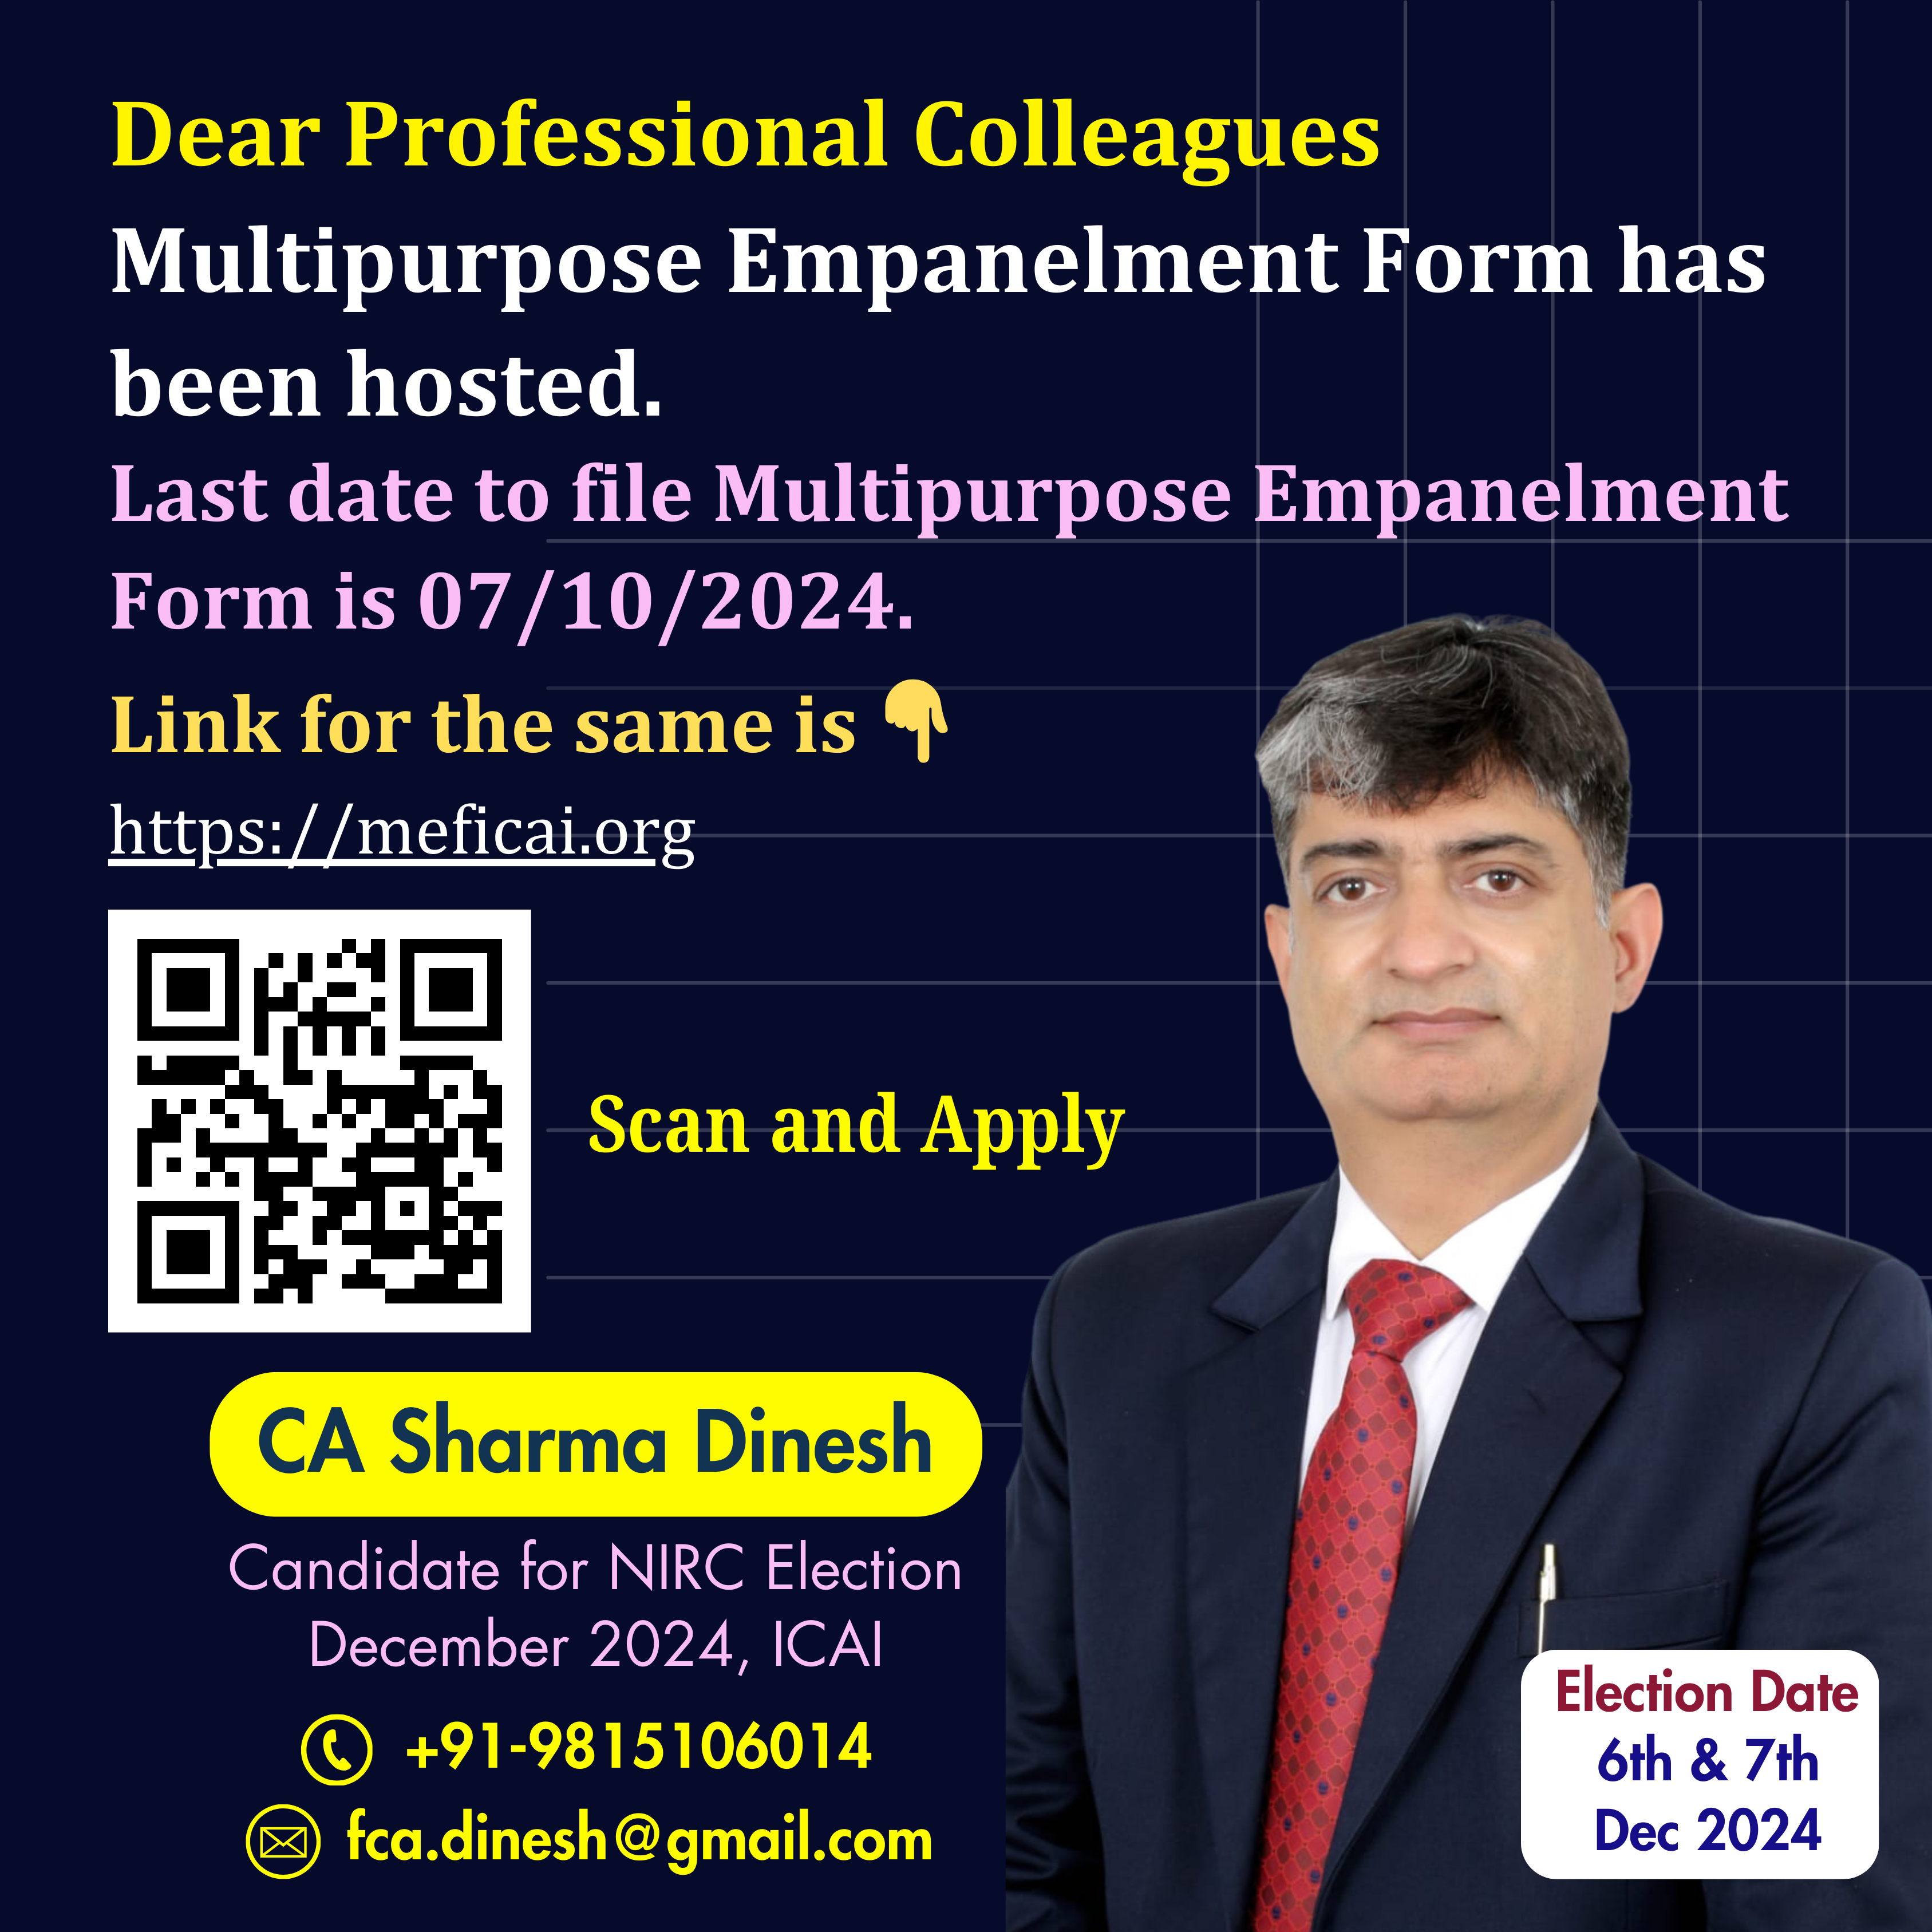 Dear Professional Colleagues
Multipurpose Empanelment Form has
been hosted.
Last date to file Multipurpose Empanelment
Form is 07/10/2024.
Link for the same is 👇
https://meficai.org
Scan and Apply
CA Sharma Dinesh
Candidate for NIRC Election
December 2024, ICAI
+91-9815106014
fca.dinesh@gmail.com
Election Date
6th & 7th
Dec 2024